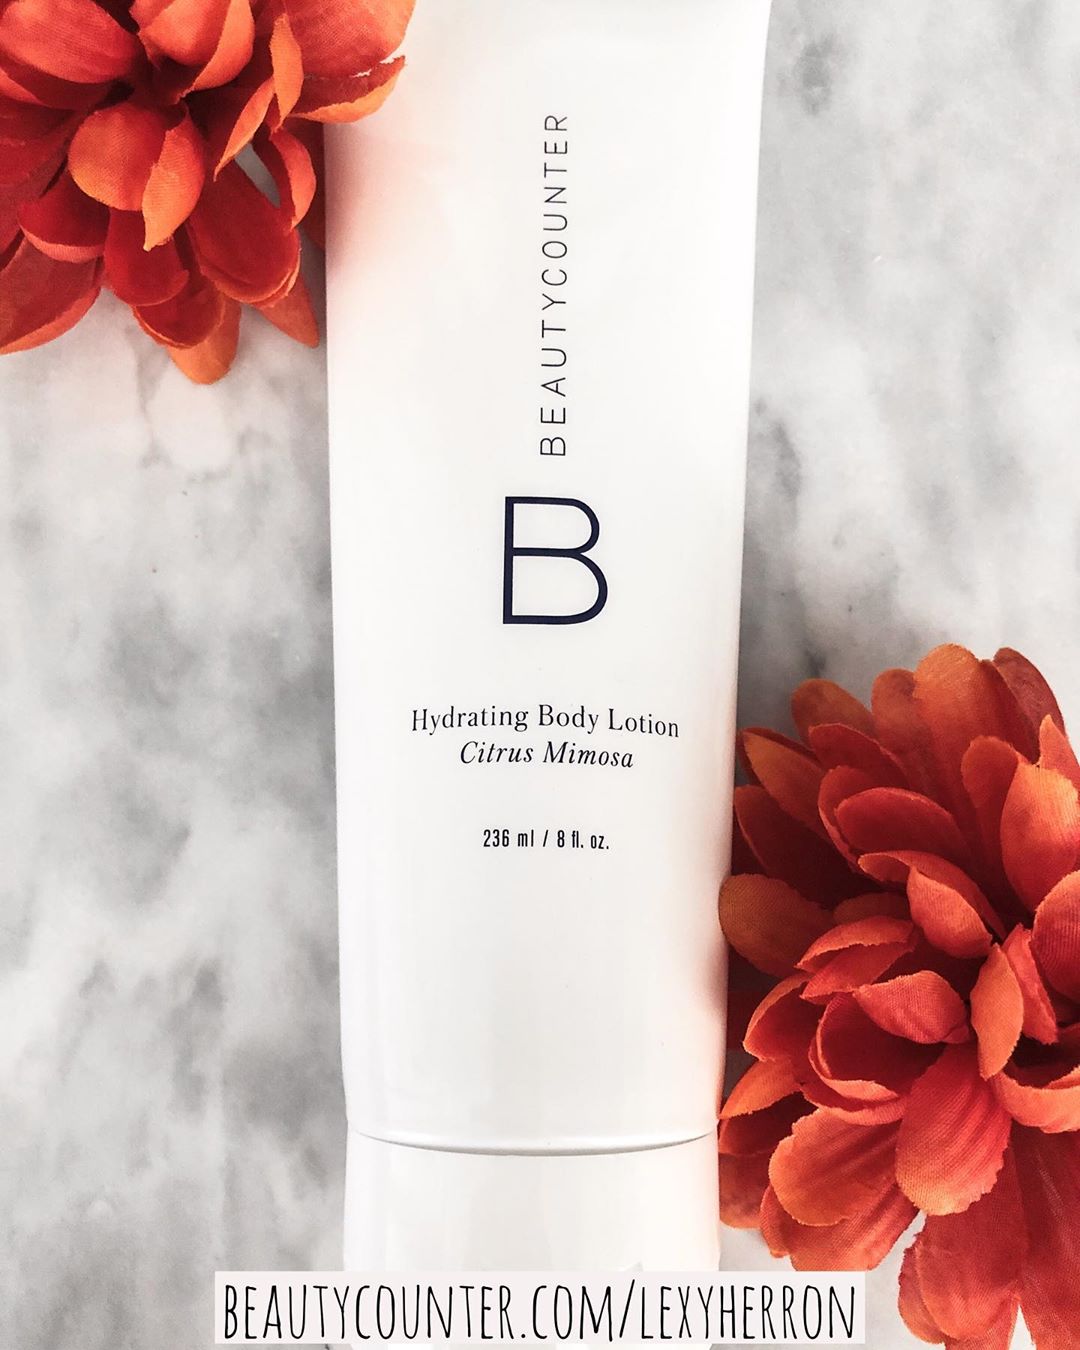 BEAUTYCOUNTER
B
Hydrating Body Lotion
Citrus Mimosa
236 ml / 8 fl. oz.
BEAUTYCOUNTER.COM/LEXYHERRON